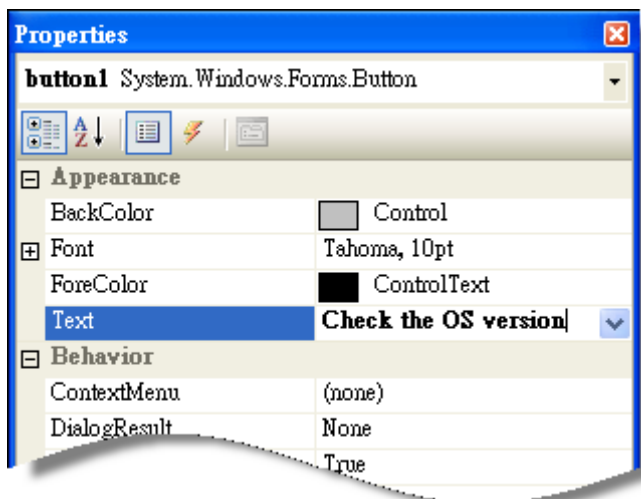 Properties
button1 System.Windows.Forms.Button
A
Z
Appearance
BackColor Control
Font Tahoma, 10pt
ForeColor ControlText
Text Check the OS version
Behavior
ContextMenu (none)
DialogResult None
True